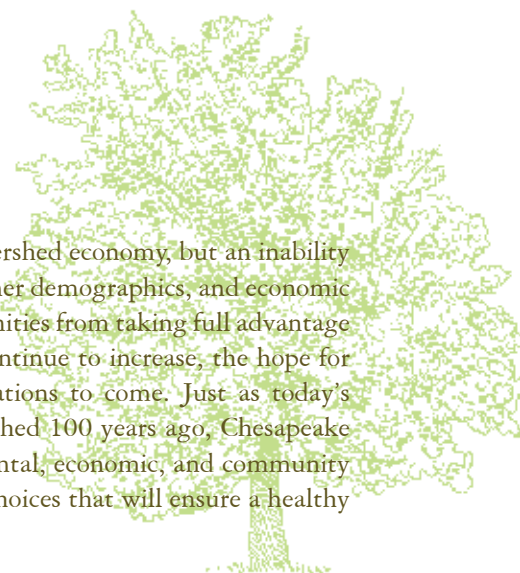 ershed economy, but an inability
er demographics, and economic
nities from taking full advantage
ntinue to increase, the hope for
ations to come. Just as today’s
hed 100 years ago, Chesapeake
ntal, economic, and community
hoices that will ensure a healthy